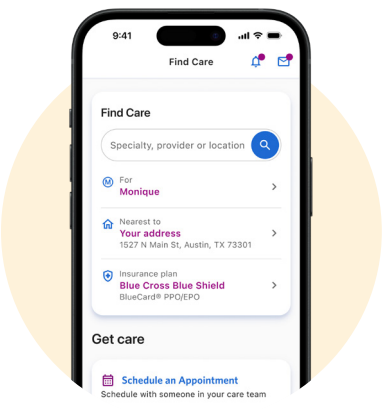 9:41
Find Care
Find Care
Specialty, provider or location
M
For
Monique
Nearest to
Your address
1527 N Main St, Austin, TX 73301
Insurance plan
Blue Cross Blue Shield
BlueCard® PPO/EPO
Get care
Schedule an Appointment
Schedule with someone in your care team